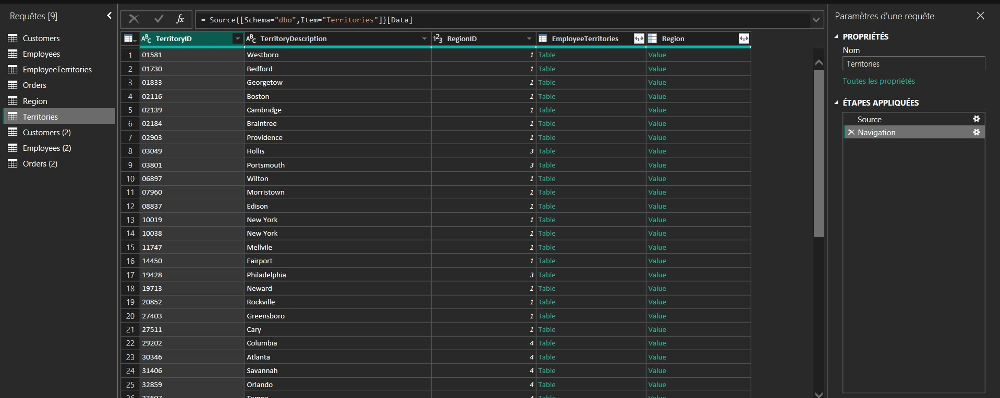 Requêtes [9]
Customers
Employees
EmployeeTerritories
Orders
Region
Territories
Customers (2)
Employees (2)
Orders (2)
fx = Source{[Schema="dbo",Item="Territories"]}[Data]
ABC TerritoryID ABC TerritoryDescription 123 RegionID EmployeeTerritories Region
1 01581 Westboro 1 Table Value
2 01730 Bedford 1 Table Value
3 01833 Georgetow 1 Table Value
4 02116 Boston 1 Table Value
5 02139 Cambridge 1 Table Value
6 02184 Braintree 1 Table Value
7 02903 Providence 1 Table Value
8 03049 Hollis 3 Table Value
9 03801 Portsmouth 3 Table Value
10 06897 Wilton 1 Table Value
11 07960 Morristown 1 Table Value
12 08837 Edison 1 Table Value
13 10019 New York 1 Table Value
14 10038 New York 1 Table Value
15 11747 Mellvile 1 Table Value
16 14450 Fairport 1 Table Value
17 19428 Philadelphia 3 Table Value
18 19713 Neward 1 Table Value
19 20852 Rockville 1 Table Value
20 27403 Greensboro 1 Table Value
21 27511 Cary 1 Table Value
22 29202 Columbia 4 Table Value
23 30346 Atlanta 4 Table Value
24 31406 Savannah 4 Table Value
25 32859 Orlando 4 Table Value
Paramètres d'une requête
PROPRIÉTÉS
Nom
Territories
Toutes les propriétés
ÉTAPES APPLIQUÉES
Source
Navigation